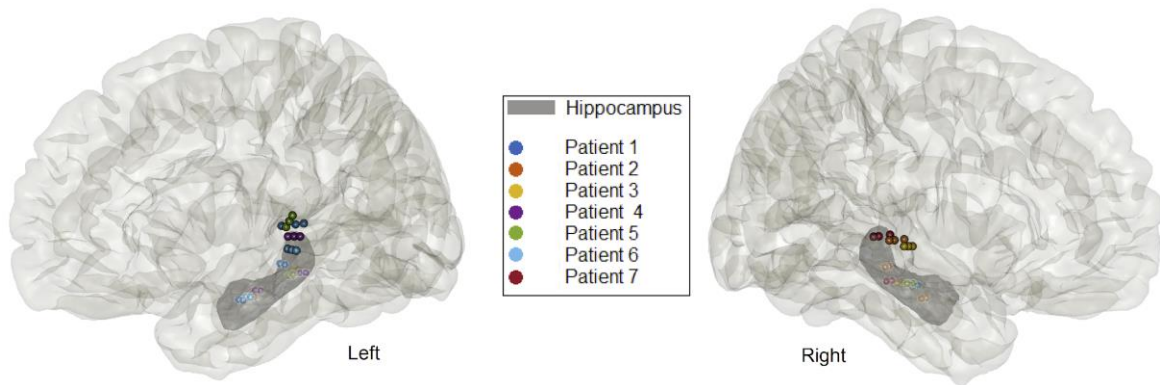 Hippocampus
Patient 1
Patient 2
Patient 3
Patient 4
Patient 5
Patient 6
Patient 7
Left
Right